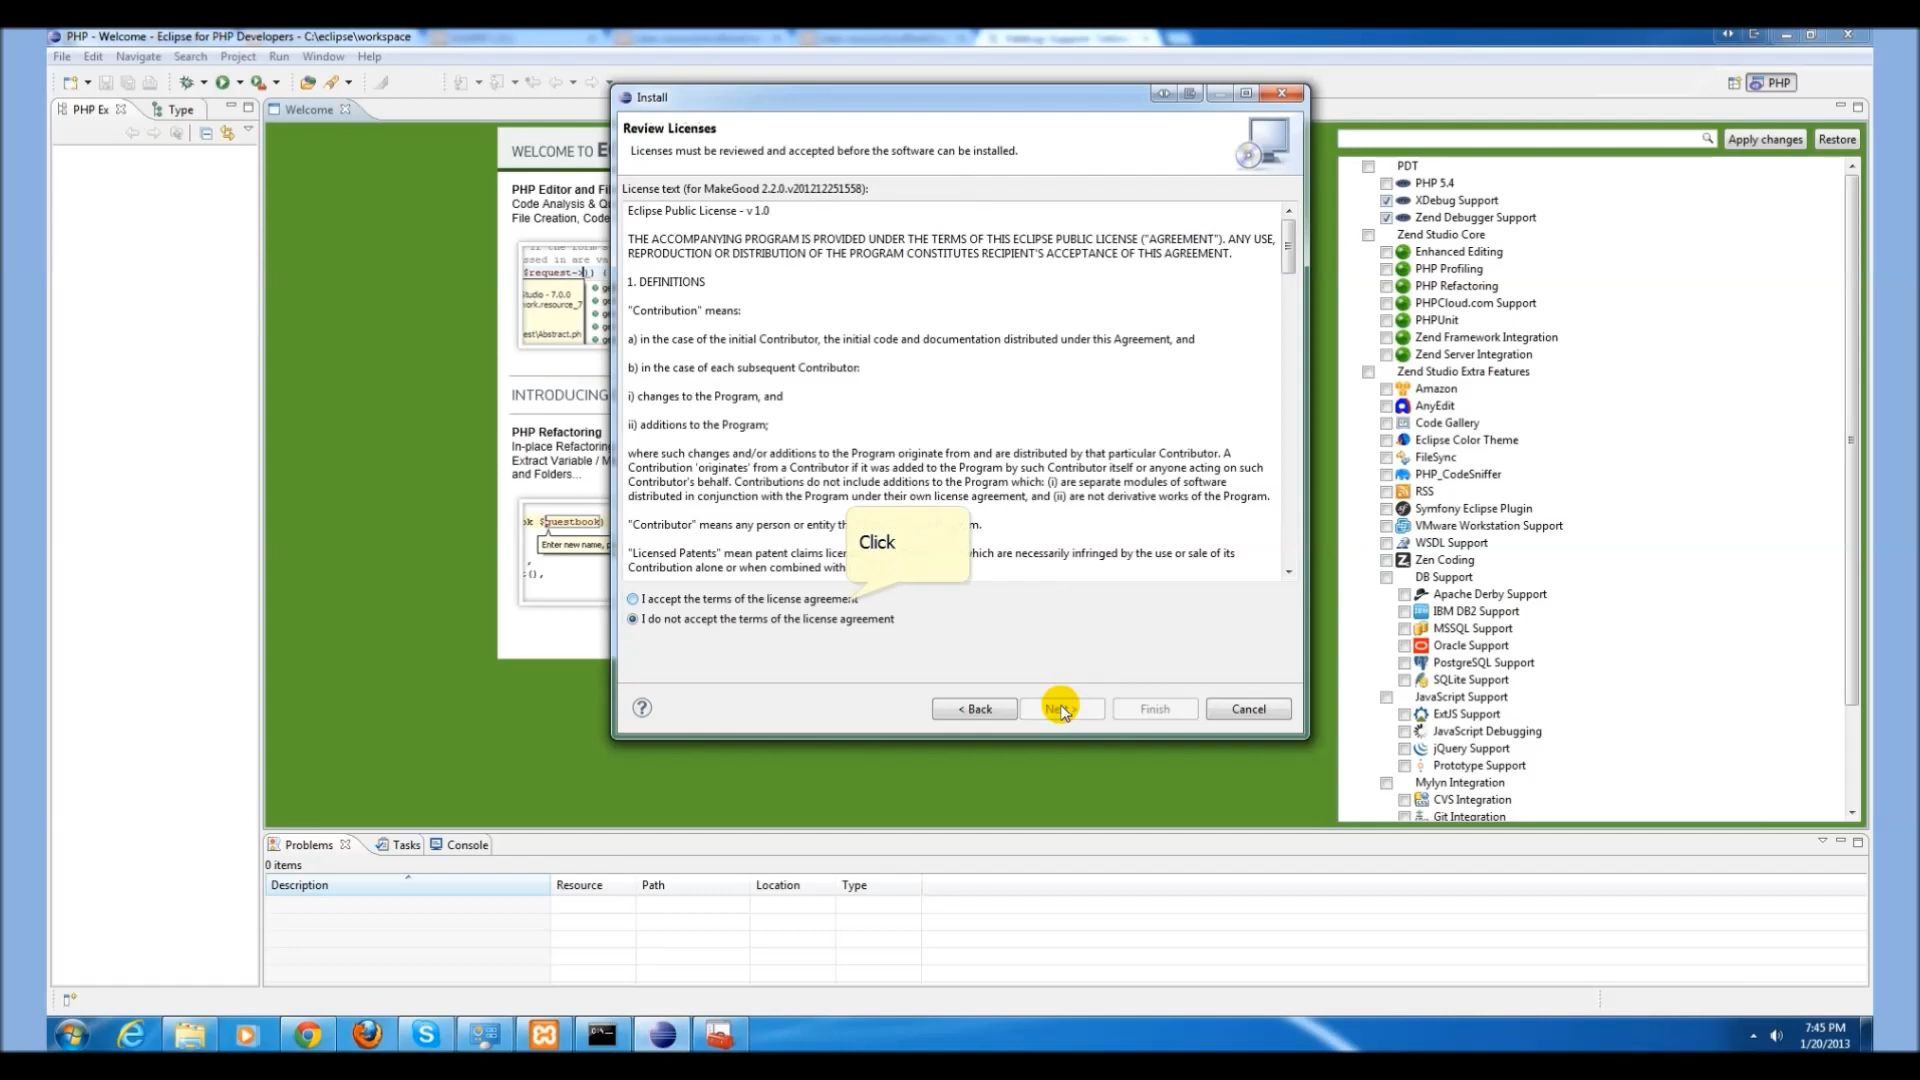 PHP - Welcome - Eclipse for PHP Developers - C:\eclipse\workspace
File Edit Navigate Search Project Run Window Help
PHP
PHP Ex Type
Welcome
WELCOME TO E
PHP Editor and Fil
Code Analysis & Qu
File Creation, Code
$request->
Studio - 7.0.0
work.resource_7
est\Abstract.ph
INTRODUCING
PHP Refactoring
In-place Refactoring
Extract Variable / M
and Folders...
ok $guestbook)
Enter new name, p
Install
Review Licenses
Licenses must be reviewed and accepted before the software can be installed.
License text (for MakeGood 2.2.0.v201212251558):
Eclipse Public License - v 1.0
THE ACCOMPANYING PROGRAM IS PROVIDED UNDER THE TERMS OF THIS ECLIPSE PUBLIC LICENSE ("AGREEMENT"). ANY USE,
REPRODUCTION OR DISTRIBUTION OF THE PROGRAM CONSTITUTES RECIPIENT'S ACCEPTANCE OF THIS AGREEMENT.
1. DEFINITIONS
"Contribution" means:
a) in the case of the initial Contributor, the initial code and documentation distributed under this Agreement, and
b) in the case of each subsequent Contributor:
i) changes to the Program, and
ii) additions to the Program;
where such changes and/or additions to the Program originate from and are distributed by that particular Contributor. A
Contribution 'originates' from a Contributor if it was added to the Program by such Contributor itself or anyone acting on such
Contributor's behalf. Contributions do not include additions to the Program which: (i) are separate modules of software
distributed in conjunction with the Program under their own license agreement, and (ii) are not derivative works of the Program.
"Contributor" means any person or entity th
m.
"Licensed Patents" mean patent claims licen
hich are necessarily infringed by the use or sale of its
Contribution alone or when combined with
Click
I accept the terms of the license agreement
I do not accept the terms of the license agreement
< Back Next > Finish Cancel
Apply changes Restore
PDT
PHP 5.4
XDebug Support
Zend Debugger Support
Zend Studio Core
Enhanced Editing
PHP Profiling
PHP Refactoring
PHPCloud.com Support
PHPUnit
Zend Framework Integration
Zend Server Integration
Zend Studio Extra Features
Amazon
AnyEdit
Code Gallery
Eclipse Color Theme
FileSync
PHP_CodeSniffer
RSS
Symfony Eclipse Plugin
VMware Workstation Support
WSDL Support
Zen Coding
DB Support
Apache Derby Support
IBM DB2 Support
MSSQL Support
Oracle Support
PostgreSQL Support
SQLite Support
JavaScript Support
ExtJS Support
JavaScript Debugging
jQuery Support
Prototype Support
Mylyn Integration
CVS Integration
Git Integration
Problems Tasks Console
0 items
Description Resource Path Location Type
7:45 PM
1/20/2013